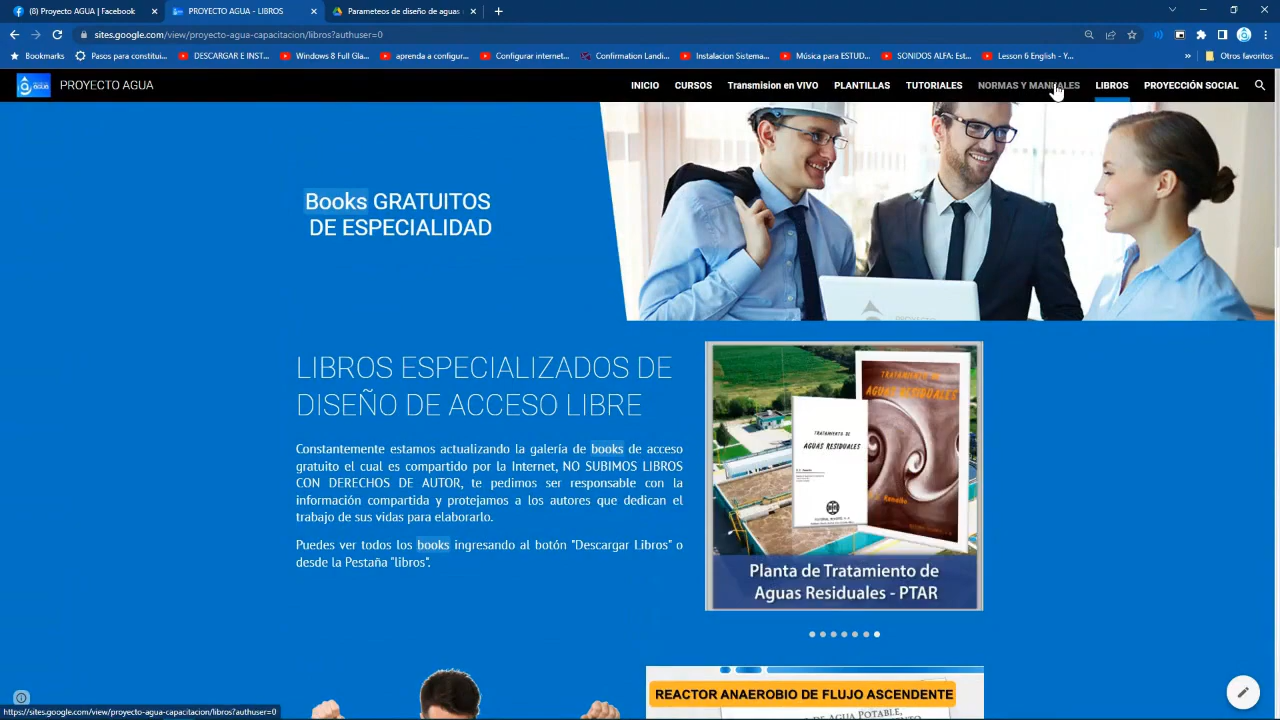 (8) Proyecto AGUA | Facebook
PROYECTO AGUA - LIBROS
Parameteos de diseño de aguas
sites.google.com/view/proyecto-agua-capacitacion/libros?authuser=0
Bookmarks
Pasos para constitui...
DESCARGAR E INST...
Windows 8 Full Gla...
aprenda a configur...
Configurar internet...
Confirmation Landi...
Instalacion Sistema...
Música para ESTUD...
SONIDOS ALFA: Est...
Lesson 6 English - Y...
»
Otros favoritos
PROYECTO AGUA
INICIO
CURSOS
Transmision en VIVO
PLANTILLAS
TUTORIALES
NORMAS Y MANUALES
LIBROS
PROYECCIÓN SOCIAL
Books GRATUITOS
DE ESPECIALIDAD
LIBROS ESPECIALIZADOS DE
DISEÑO DE ACCESO LIBRE
Constantemente estamos actualizando la galería de books de acceso
gratuito el cual es compartido por la Internet, NO SUBIMOS LIBROS
CON DERECHOS DE AUTOR, te pedimos ser responsable con la
información compartida y protejamos a los autores que dedican el
trabajo de sus vidas para elaborarlo.
Puedes ver todos los books ingresando al botón "Descargar Libros" o
desde la Pestaña "libros".
TRATAMIENTO DE
AGUAS RESIDUALES
TRATAMIENTO DE
AGUAS RESIDUALES
Ramalho
Planta de Tratamiento de
Aguas Residuales - PTAR
REACTOR ANAEROBIO DE FLUJO ASCENDENTE
DE AGUA POTABLE,
https://sites.google.com/view/proyecto-agua-capacitacion/libros?authuser=0